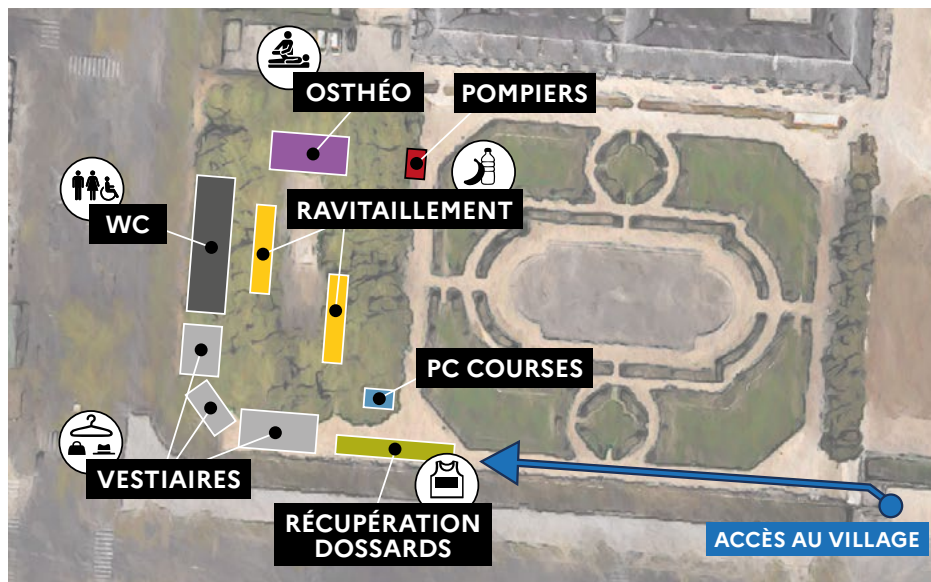 OSTHÉO
POMPIERS
RAVITAILLEMENT
WC
PC COURSES
VESTIAIRES
RÉCUPÉRATION
DOSSARDS
ACCÈS AU VILLAGE